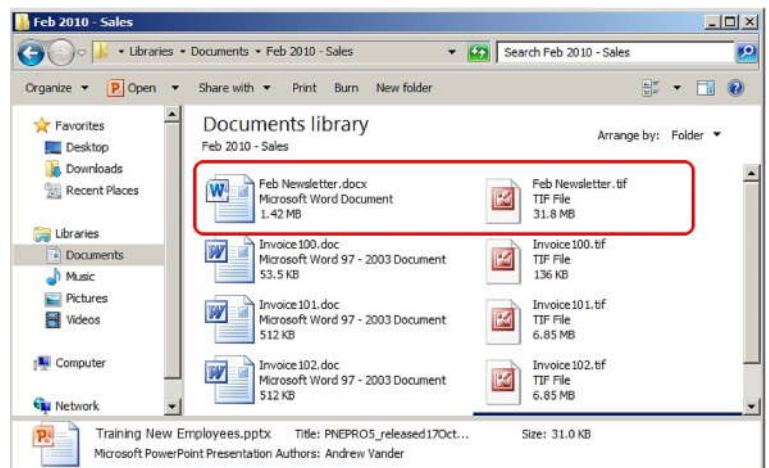 Feb 2010 - Sales
Libraries Documents Feb 2010 - Sales
Search Feb 2010 - Sales
Organize Open Share with Print Burn New folder
Favorites
Desktop
Downloads
Recent Places
Libraries
Documents
Music
Pictures
Videos
Computer
Network
Documents library
Feb 2010 - Sales
Arrange by: Folder
Feb Newsletter.docx
Microsoft Word Document
1.42 MB
Feb Newsletter.tif
TIF File
31.8 MB
Invoice100.doc
Microsoft Word 97 - 2003 Document
53.5 KB
Invoice100.tif
TIF File
136 KB
Invoice101.doc
Microsoft Word 97 - 2003 Document
512 KB
Invoice101.tif
TIF File
6.85 MB
Invoice102.doc
Microsoft Word 97 - 2003 Document
512 KB
Invoice102.tif
TIF File
6.85 MB
Training New Employees.pptx Title: PNEPRO5_released17Oct... Size: 31.0 KB
Microsoft PowerPoint Presentation Authors: Andrew Vander